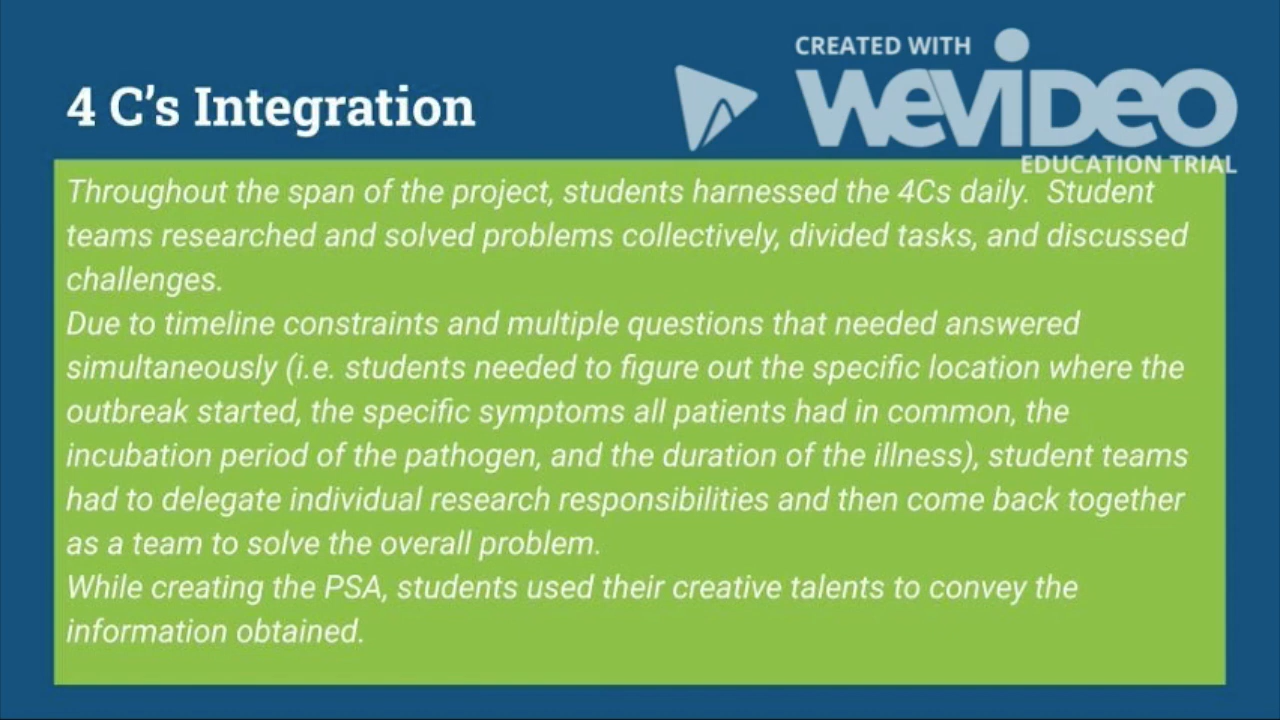 CREATED WITH
WEVIDEO
EDUCATION TRIAL
4 C's Integration
Throughout the span of the project, students harnessed the 4Cs daily.  Student
teams researched and solved problems collectively, divided tasks, and discussed
challenges.
Due to timeline constraints and multiple questions that needed answered
simultaneously (i.e. students needed to figure out the specific location where the
outbreak started, the specific symptoms all patients had in common, the
incubation period of the pathogen, and the duration of the illness), student teams
had to delegate individual research responsibilities and then come back together
as a team to solve the overall problem.
While creating the PSA, students used their creative talents to convey the
information obtained.